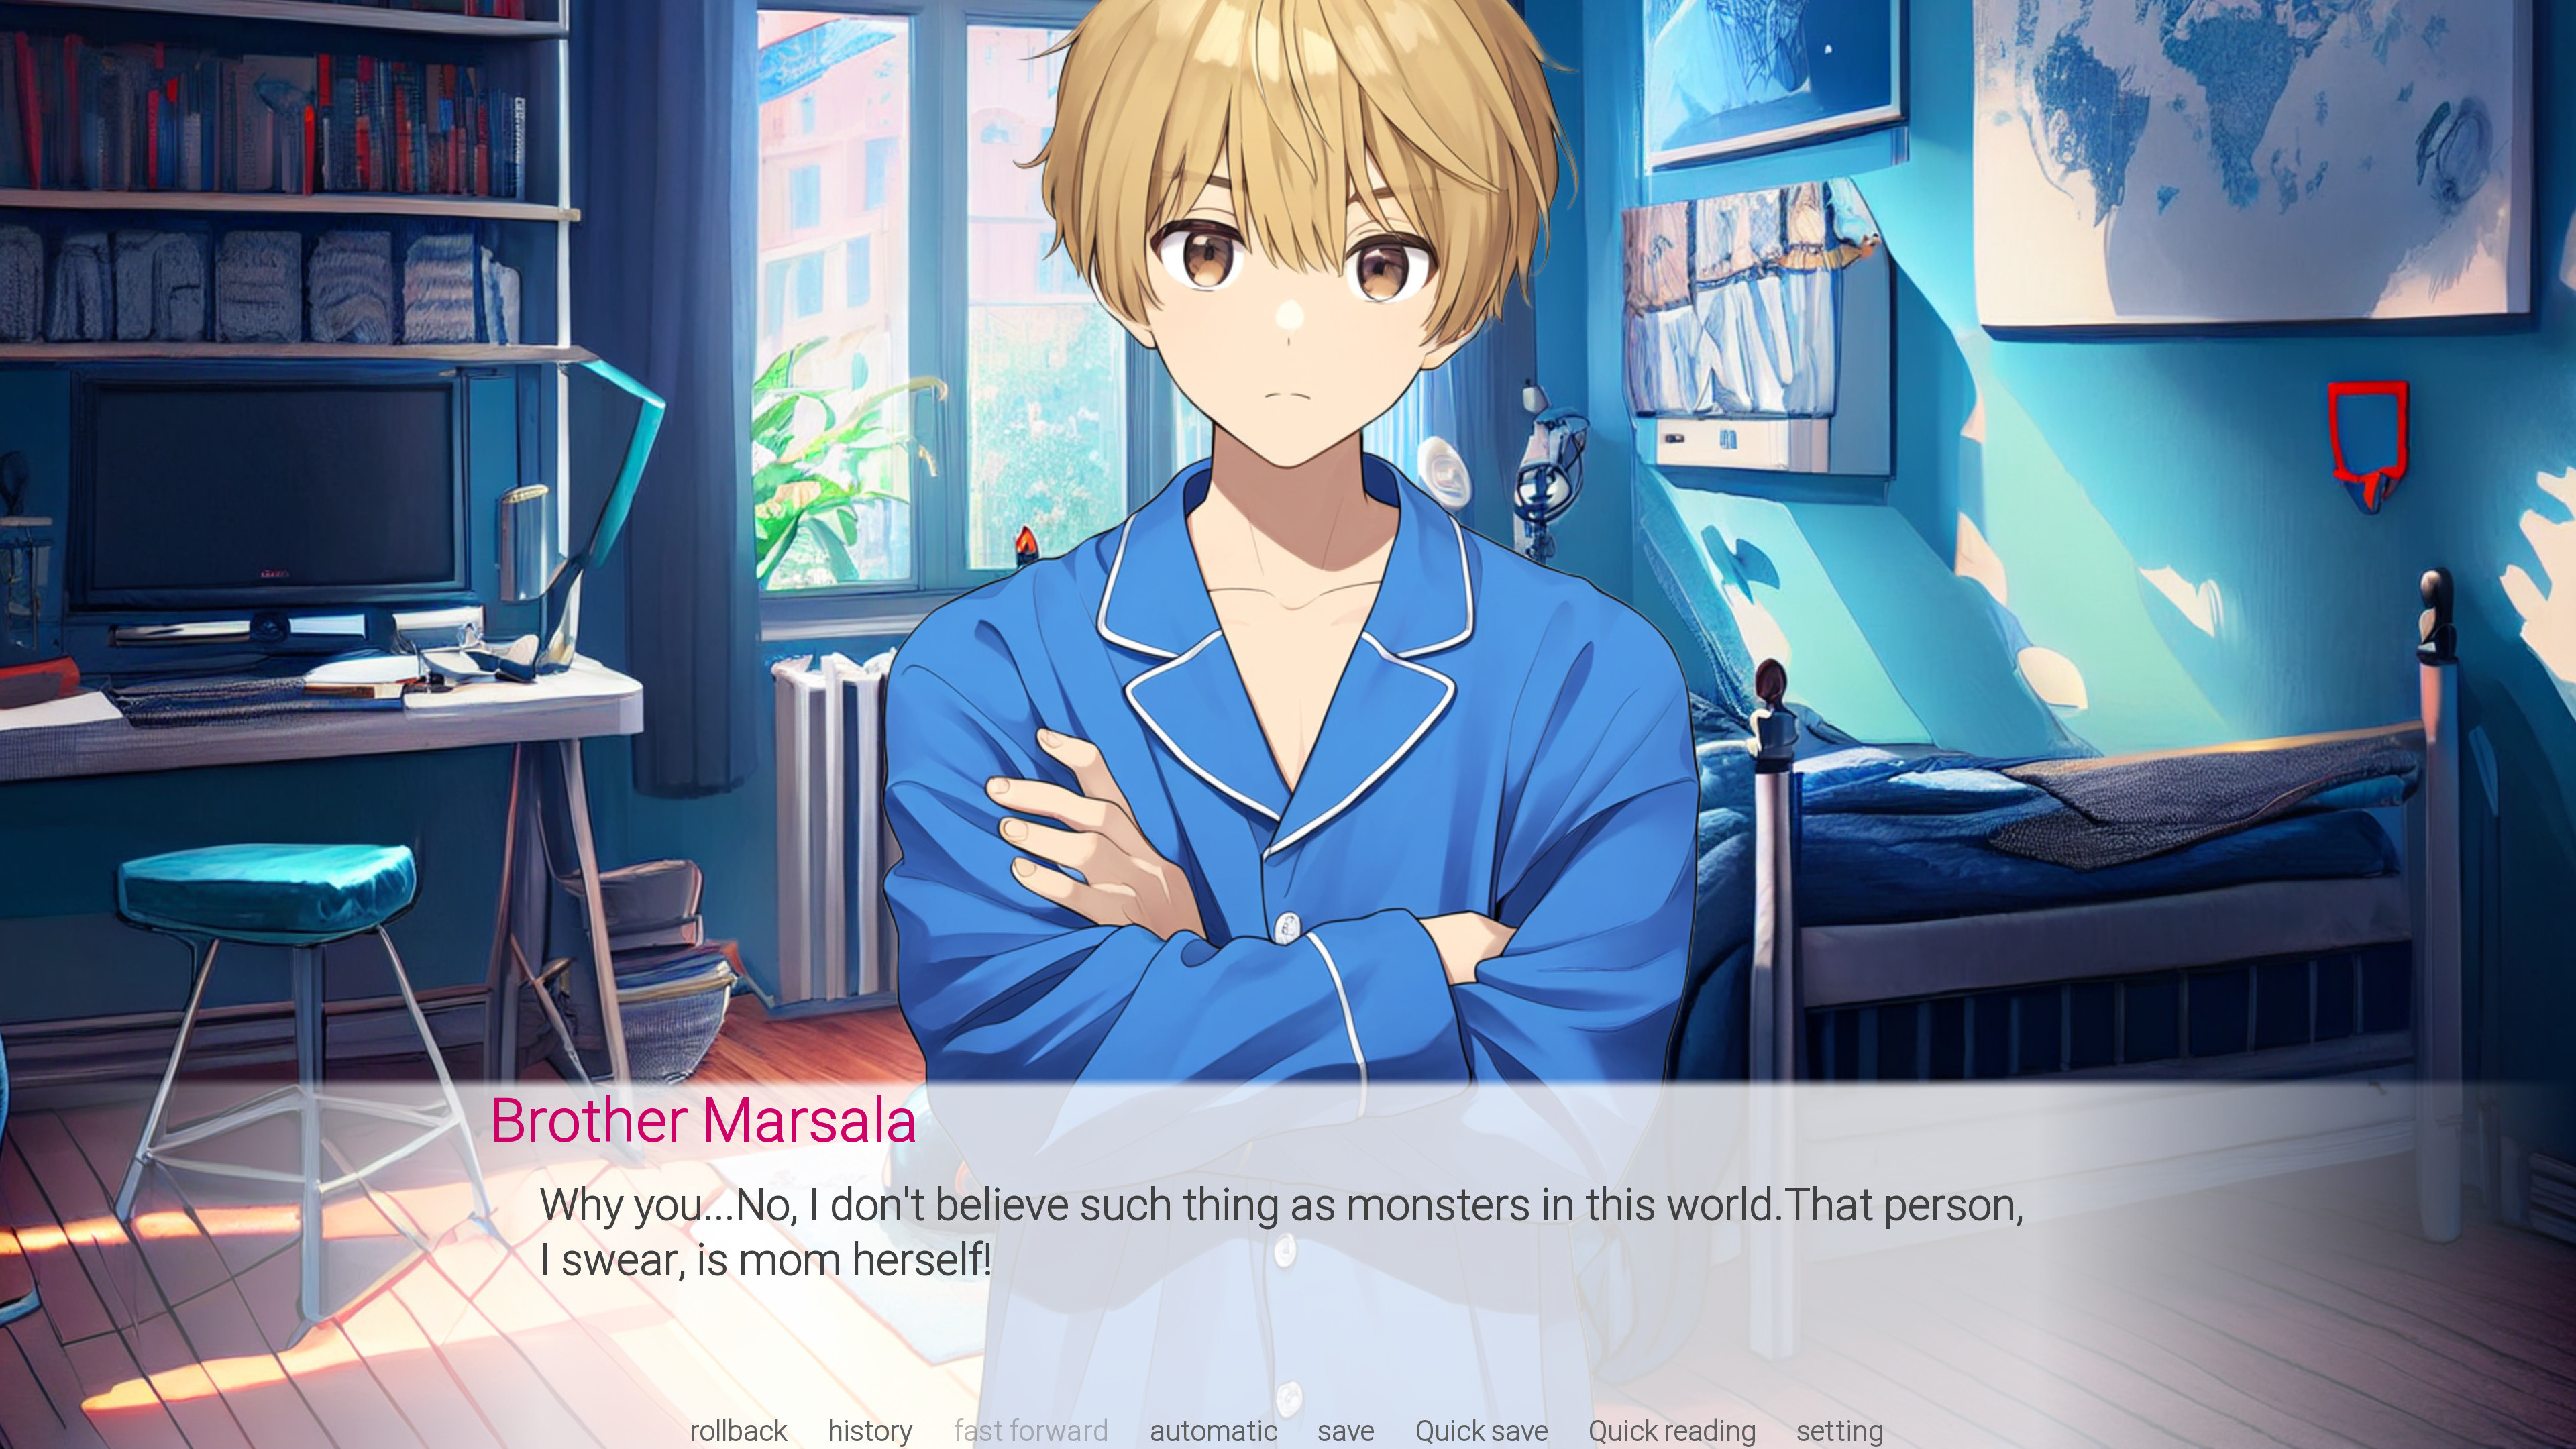 Brother Marsala
Why you...No, I don't believe such thing as monsters in this world.That person,
I swear, is mom herself!
rollback history fast forward automatic save Quick save Quick reading setting